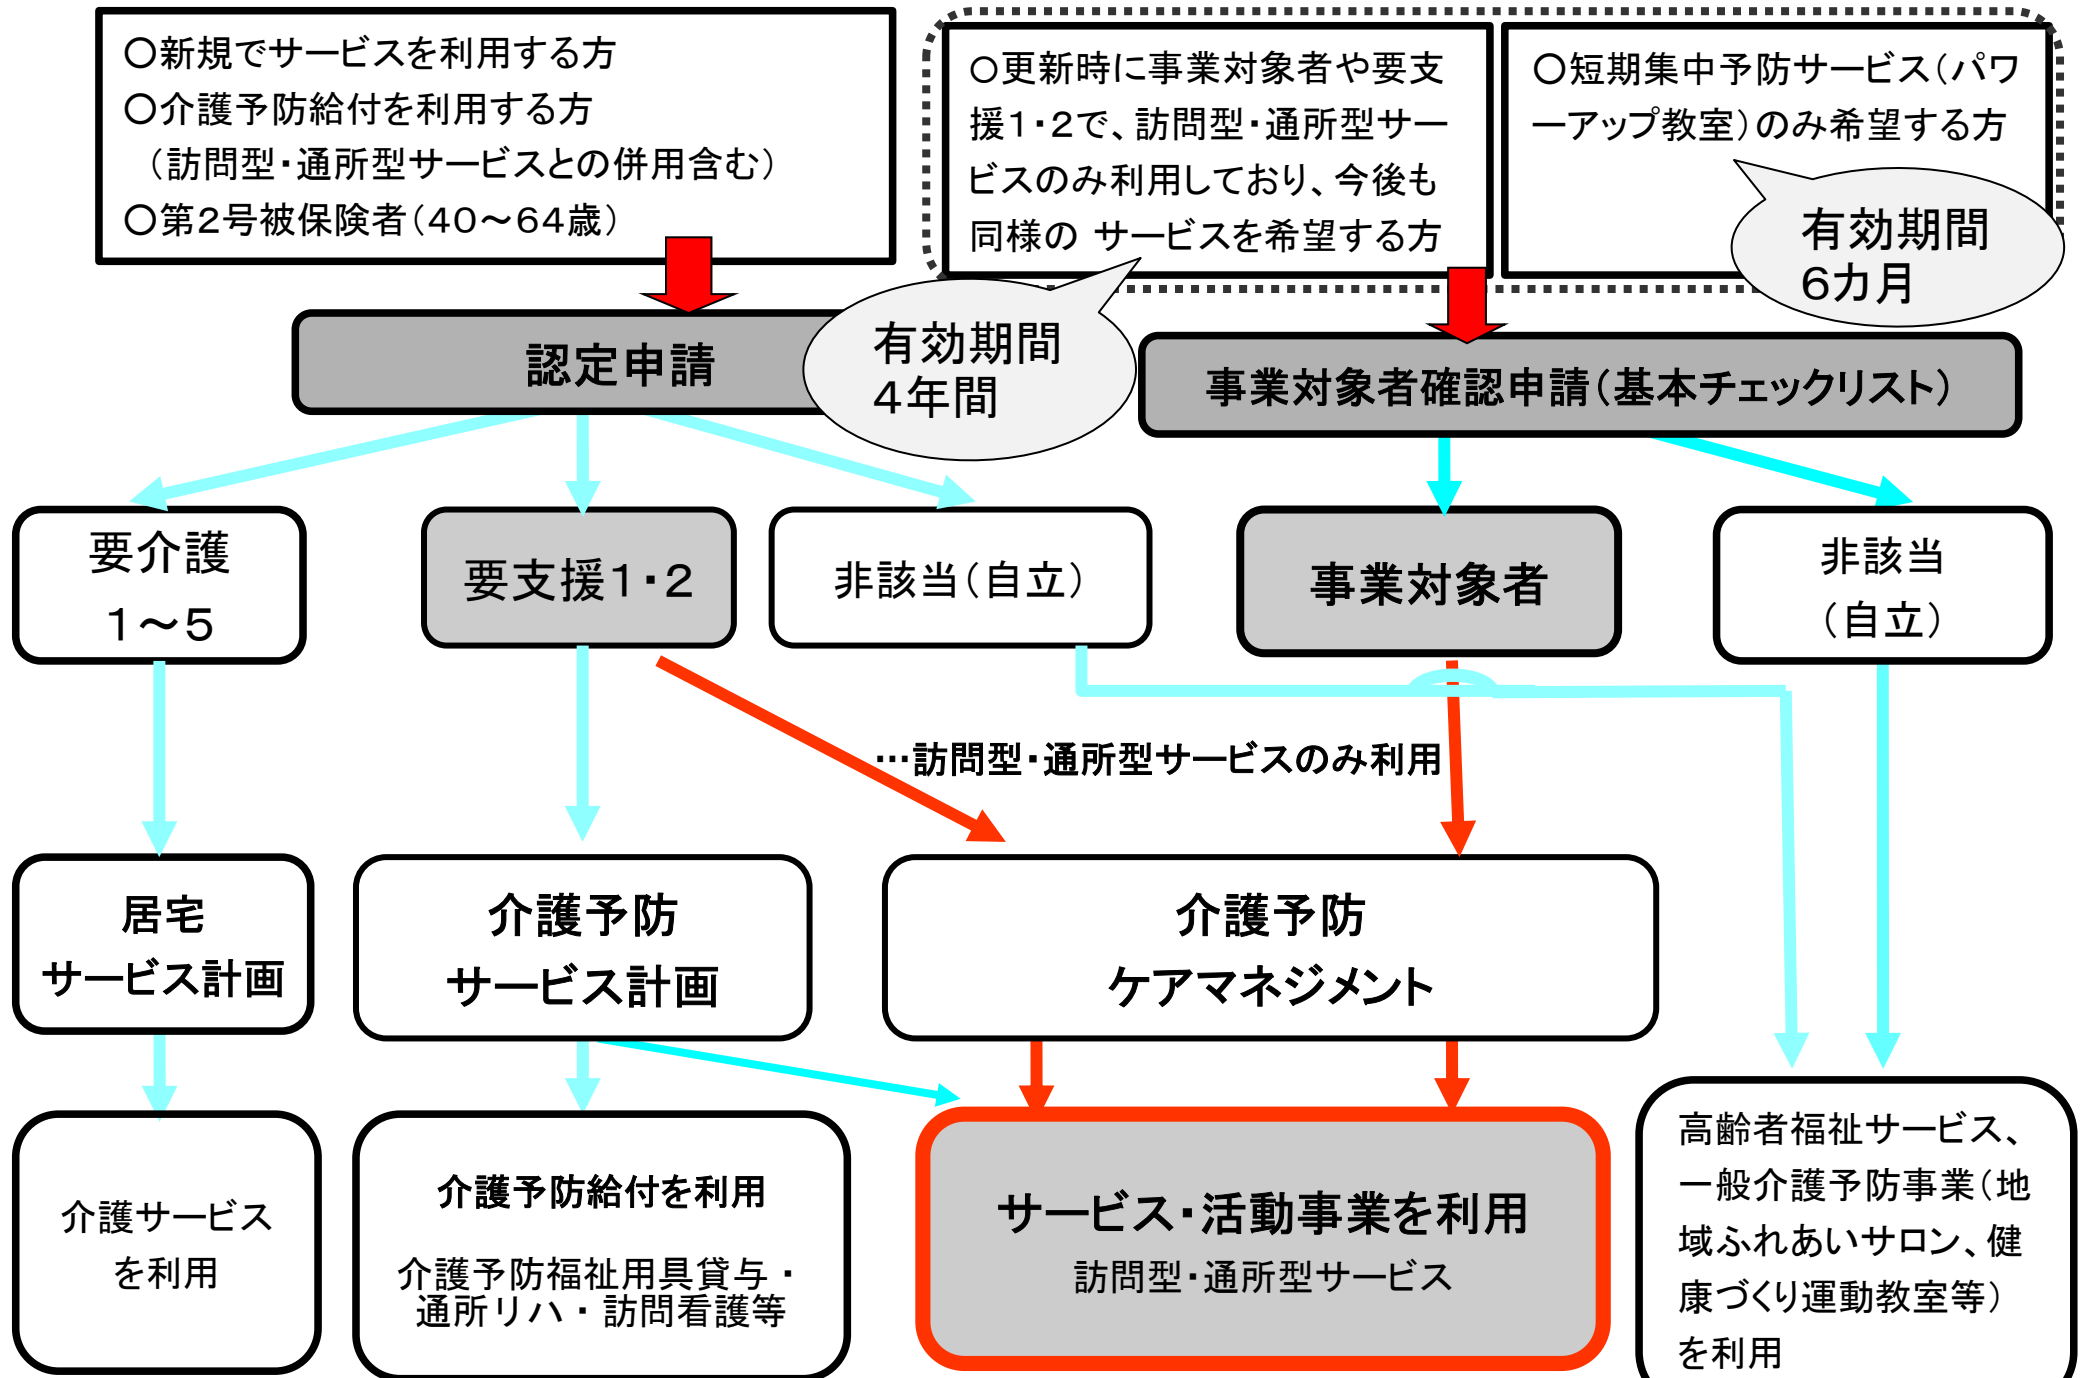 〇新規でサービスを利用する方
〇介護予防給付を利用する方
（訪問型・通所型サービスとの併用含む）
〇第２号被保険者（40～64歳）
○更新時に事業対象者や要支
援１・２で、訪問型・通所型サー
ビスのみ利用しており、今後も
同様の サービスを希望する方
〇短期集中予防サービス（パワ
ーアップ教室）のみ希望する方
有効期間
6カ月
有効期間
４年間
認定申請
事業対象者確認申請（基本チェックリスト）
要介護
１～５
要支援１・２
非該当（自立）
事業対象者
非該当
（自立）
…訪問型・通所型サービスのみ利用
居宅
サービス計画
介護予防
サービス計画
介護予防
ケアマネジメント
介護サービス
を利用
介護予防給付を利用
介護予防福祉用具貸与・
通所リハ・訪問看護等
サービス・活動事業を利用
訪問型・通所型サービス
高齢者福祉サービス、
一般介護予防事業（地
域ふれあいサロン、健
康づくり運動教室等）
を利用